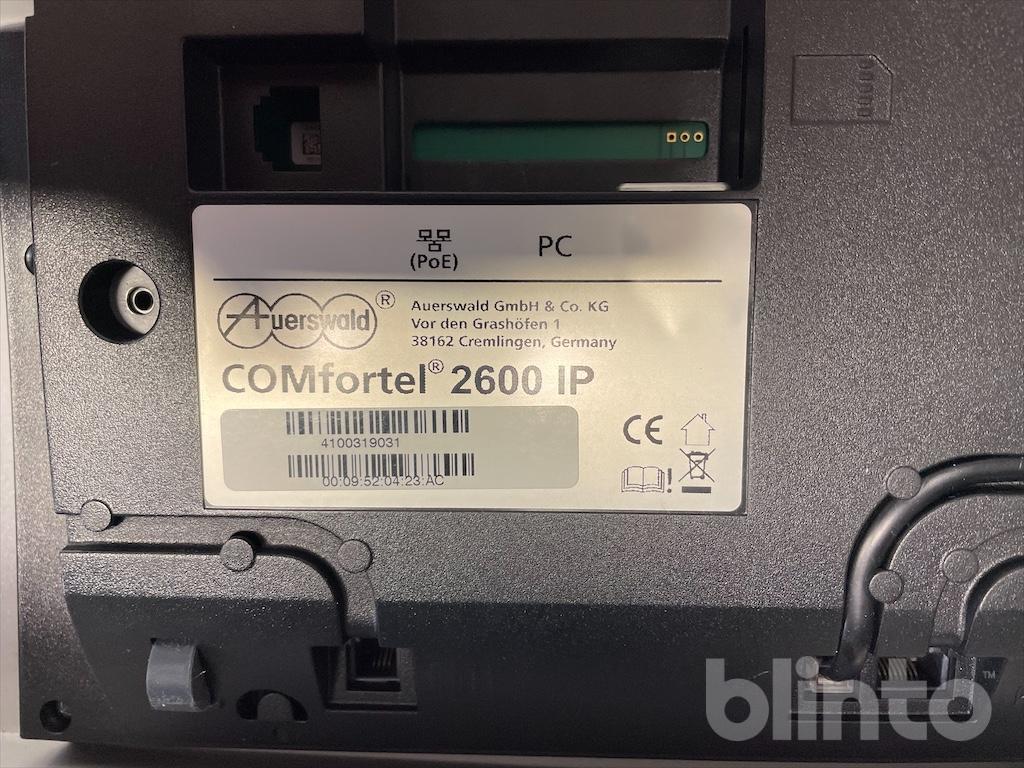 PC
(PoE)
Auerswald®
Auerswald GmbH & Co. KG
Vor den Grashöfen 1
38162 Cremlingen, Germany
COMfortel® 2600 IP
4100319031
00:09:52:04:23:AC
CE
!
blinto
™